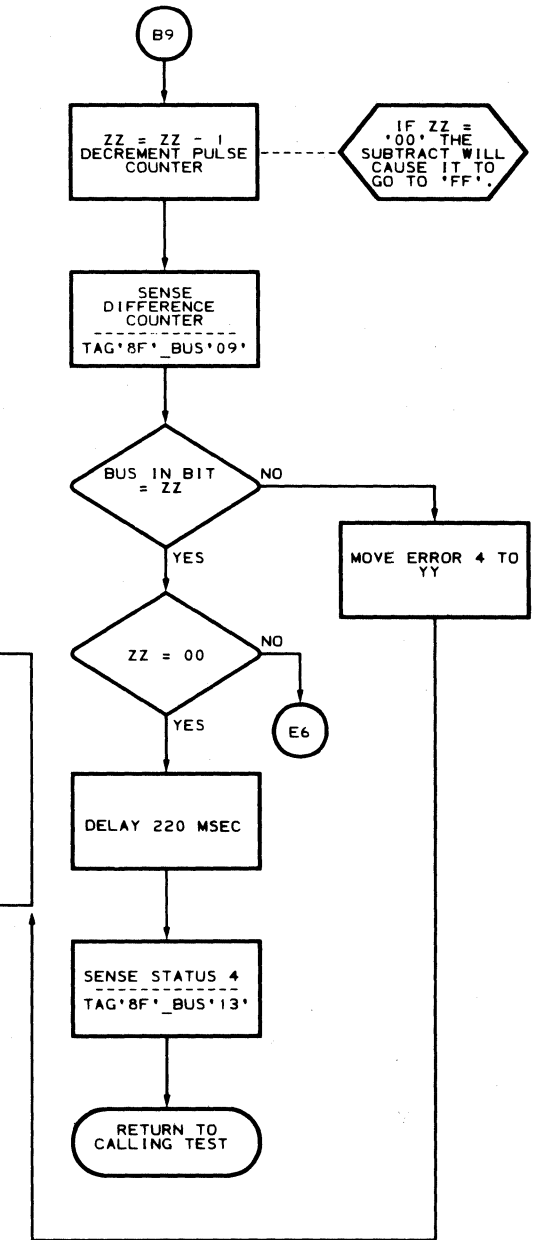 B9
ZZ = ZZ - 1
DECREMENT PULSE
COUNTER
IF ZZ =
'00' THE
SUBTRACT WILL
CAUSE IT TO
GO TO 'FF'.
SENSE
DIFFERENCE
COUNTER
TAG'8F'_BUS'09'
BUS IN BIT
= ZZ
NO
YES
MOVE ERROR 4 TO
YY
ZZ = 00
NO
YES
E6
DELAY 220 MSEC
SENSE STATUS 4
TAG'8F'_BUS'13'
RETURN TO
CALLING TEST